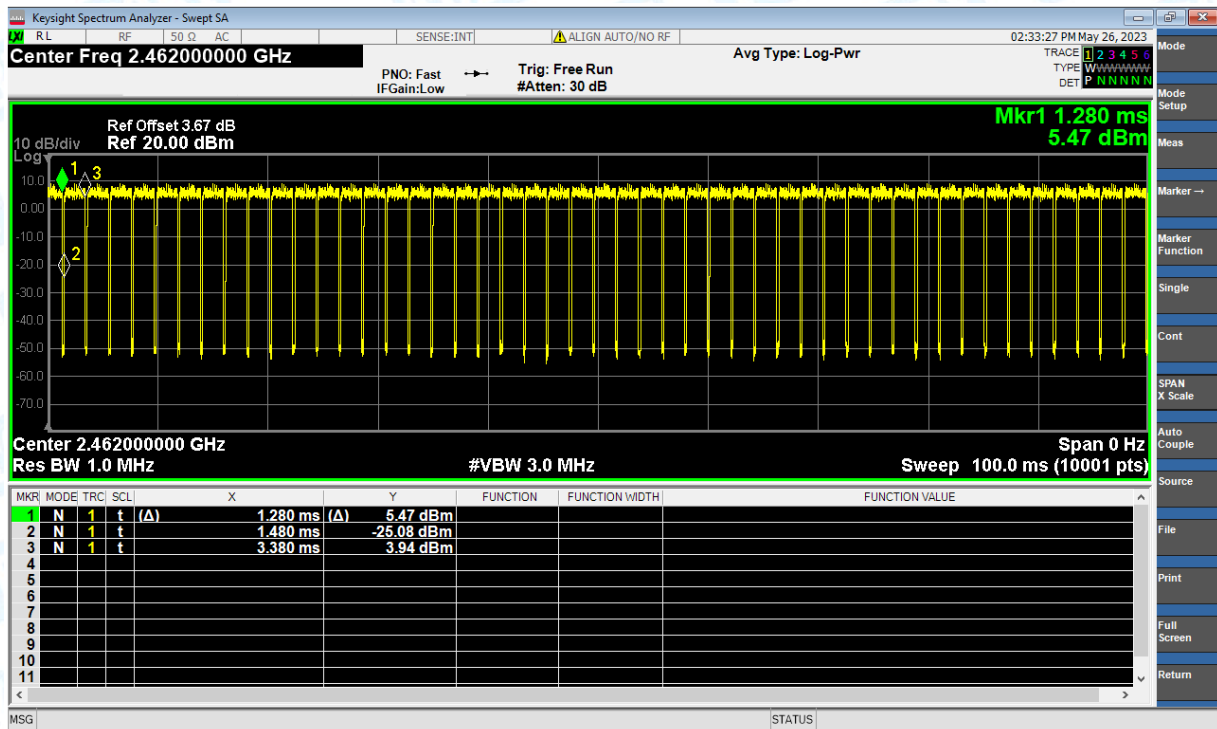 Keysight Spectrum Analyzer - Swept SA
LXI RL RF 50 Ω AC SENSE:INT ALIGN AUTO/NO RF 02:33:27 PM May 26, 2023
Center Freq 2.462000000 GHz
Avg Type: Log-Pwr
TRACE 1 2 3 4 5 6
TYPE WWWWWW
DET P N N N N N
PNO: Fast
IFGain:Low
Trig: Free Run
#Atten: 30 dB
Mkr1 1.280 ms
5.47 dBm
Ref Offset 3.67 dB
Ref 20.00 dBm
10 dB/div
Log
1
3
2
10.0
0.00
-10.0
-20.0
-30.0
-40.0
-50.0
-60.0
-70.0
Center 2.462000000 GHz Span 0 Hz
Res BW 1.0 MHz #VBW 3.0 MHz Sweep 100.0 ms (10001 pts)
MKR MODE TRC SCL X Y FUNCTION FUNCTION WIDTH FUNCTION VALUE
1 N 1 t (Δ) 1.280 ms (Δ) 5.47 dBm
2 N 1 t 1.480 ms -25.08 dBm
3 N 1 t 3.380 ms 3.94 dBm
4
5
6
7
8
9
10
11
MSG STATUS
Mode
Mode
Setup
Meas
Marker→
Marker
Function
Single
Cont
SPAN
X Scale
Auto
Couple
Source
File
Print
Full
Screen
Return